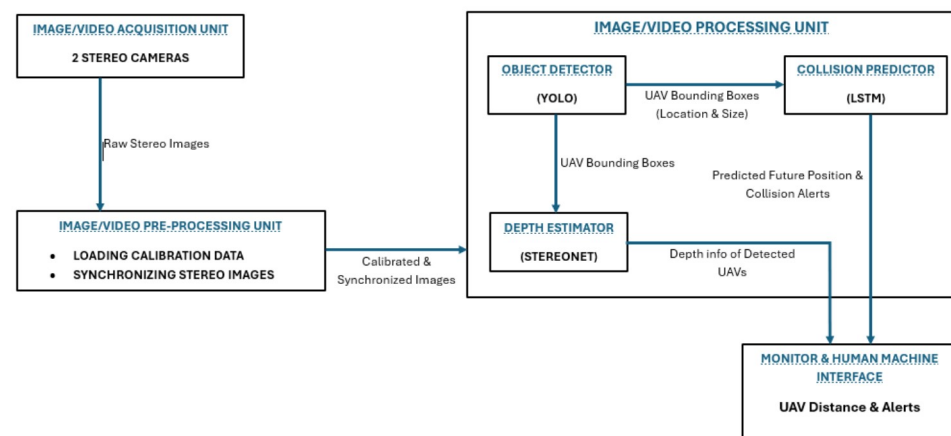 IMAGE/VIDEO ACQUISITION UNIT
2 STEREO CAMERAS
Raw Stereo Images
IMAGE/VIDEO PRE-PROCESSING UNIT
• LOADING CALIBRATION DATA
• SYNCHRONIZING STEREO IMAGES
Calibrated &
Synchronized Images
IMAGE/VIDEO PROCESSING UNIT
OBJECT DETECTOR
(YOLO)
UAV Bounding Boxes
(Location & Size)
COLLISION PREDICTOR
(LSTM)
UAV Bounding Boxes
Predicted Future Position &
Collision Alerts
DEPTH ESTIMATOR
(STEREONET)
Depth info of Detected
UAVs
MONITOR & HUMAN MACHINE
INTERFACE
UAV Distance & Alerts